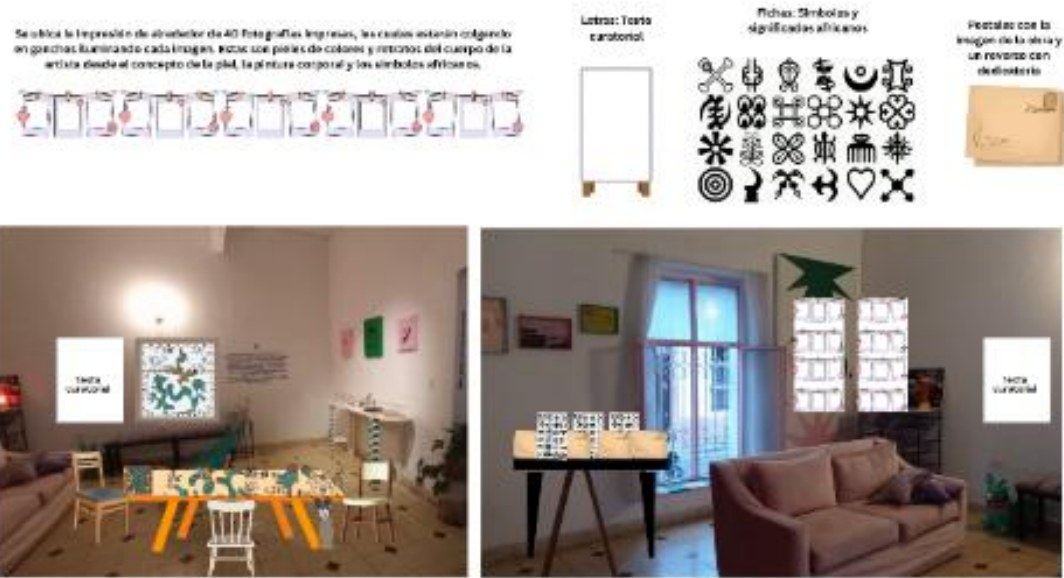 Se ubica la impresión de alrededor de 40 Fotografías impresas, las cuales estarán colgando
en ganchos iluminando cada imagen. Estas son pieles de colores y retratos del cuerpo de la
artista desde el concepto de la piel, la pintura corporal y los símbolos africanos.
Letras: Texto
curatorial
Fichas: Símbolos y
significados africanos
Postales con la
imagen de la obra y
un reverso con
dedicatoria
Texto
curatorial
Texto
curatorial